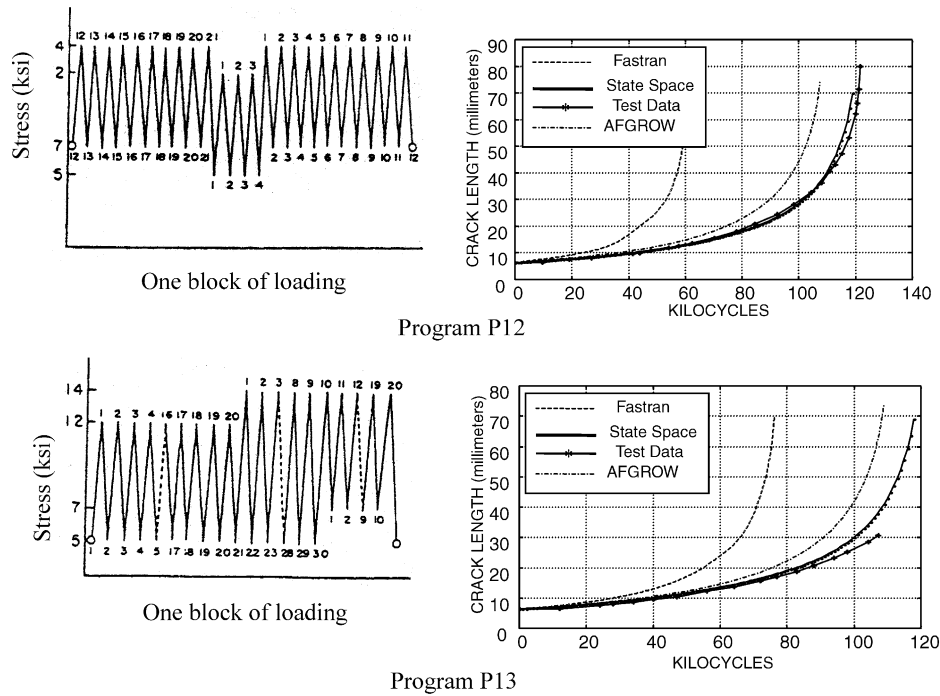 12 13 14 15 16 17 18 19 20 21
1 2 3
1 2 3 4 5 6 7 8 9 10 11
4
2
7
5
Stress (ksi)
12 13 14 15 16 17 18 19 20 21
1 2 3 4
2 3 4 5 6 7 8 9 10 11 12
One block of loading
90
80
70
60
50
40
30
20
10
0
CRACK LENGTH (millimeters)
Fastran
State Space
Test Data
AFGROW
0 20 40 60 80 100 120 140
KILOCYCLES
Program P12
14
12
7
5
Stress (ksi)
1 2 3 4 16 17 18 19 20
1 2 3 8 9 10 11 12 19 20
1 2 3 4 5 17 18 19 20 21 22 23 28 29 30
1 2 9 10
One block of loading
80
70
60
50
40
30
20
10
0
CRACK LENGTH (millimeters)
Fastran
State Space
Test Data
AFGROW
0 20 40 60 80 100 120
KILOCYCLES
Program P13